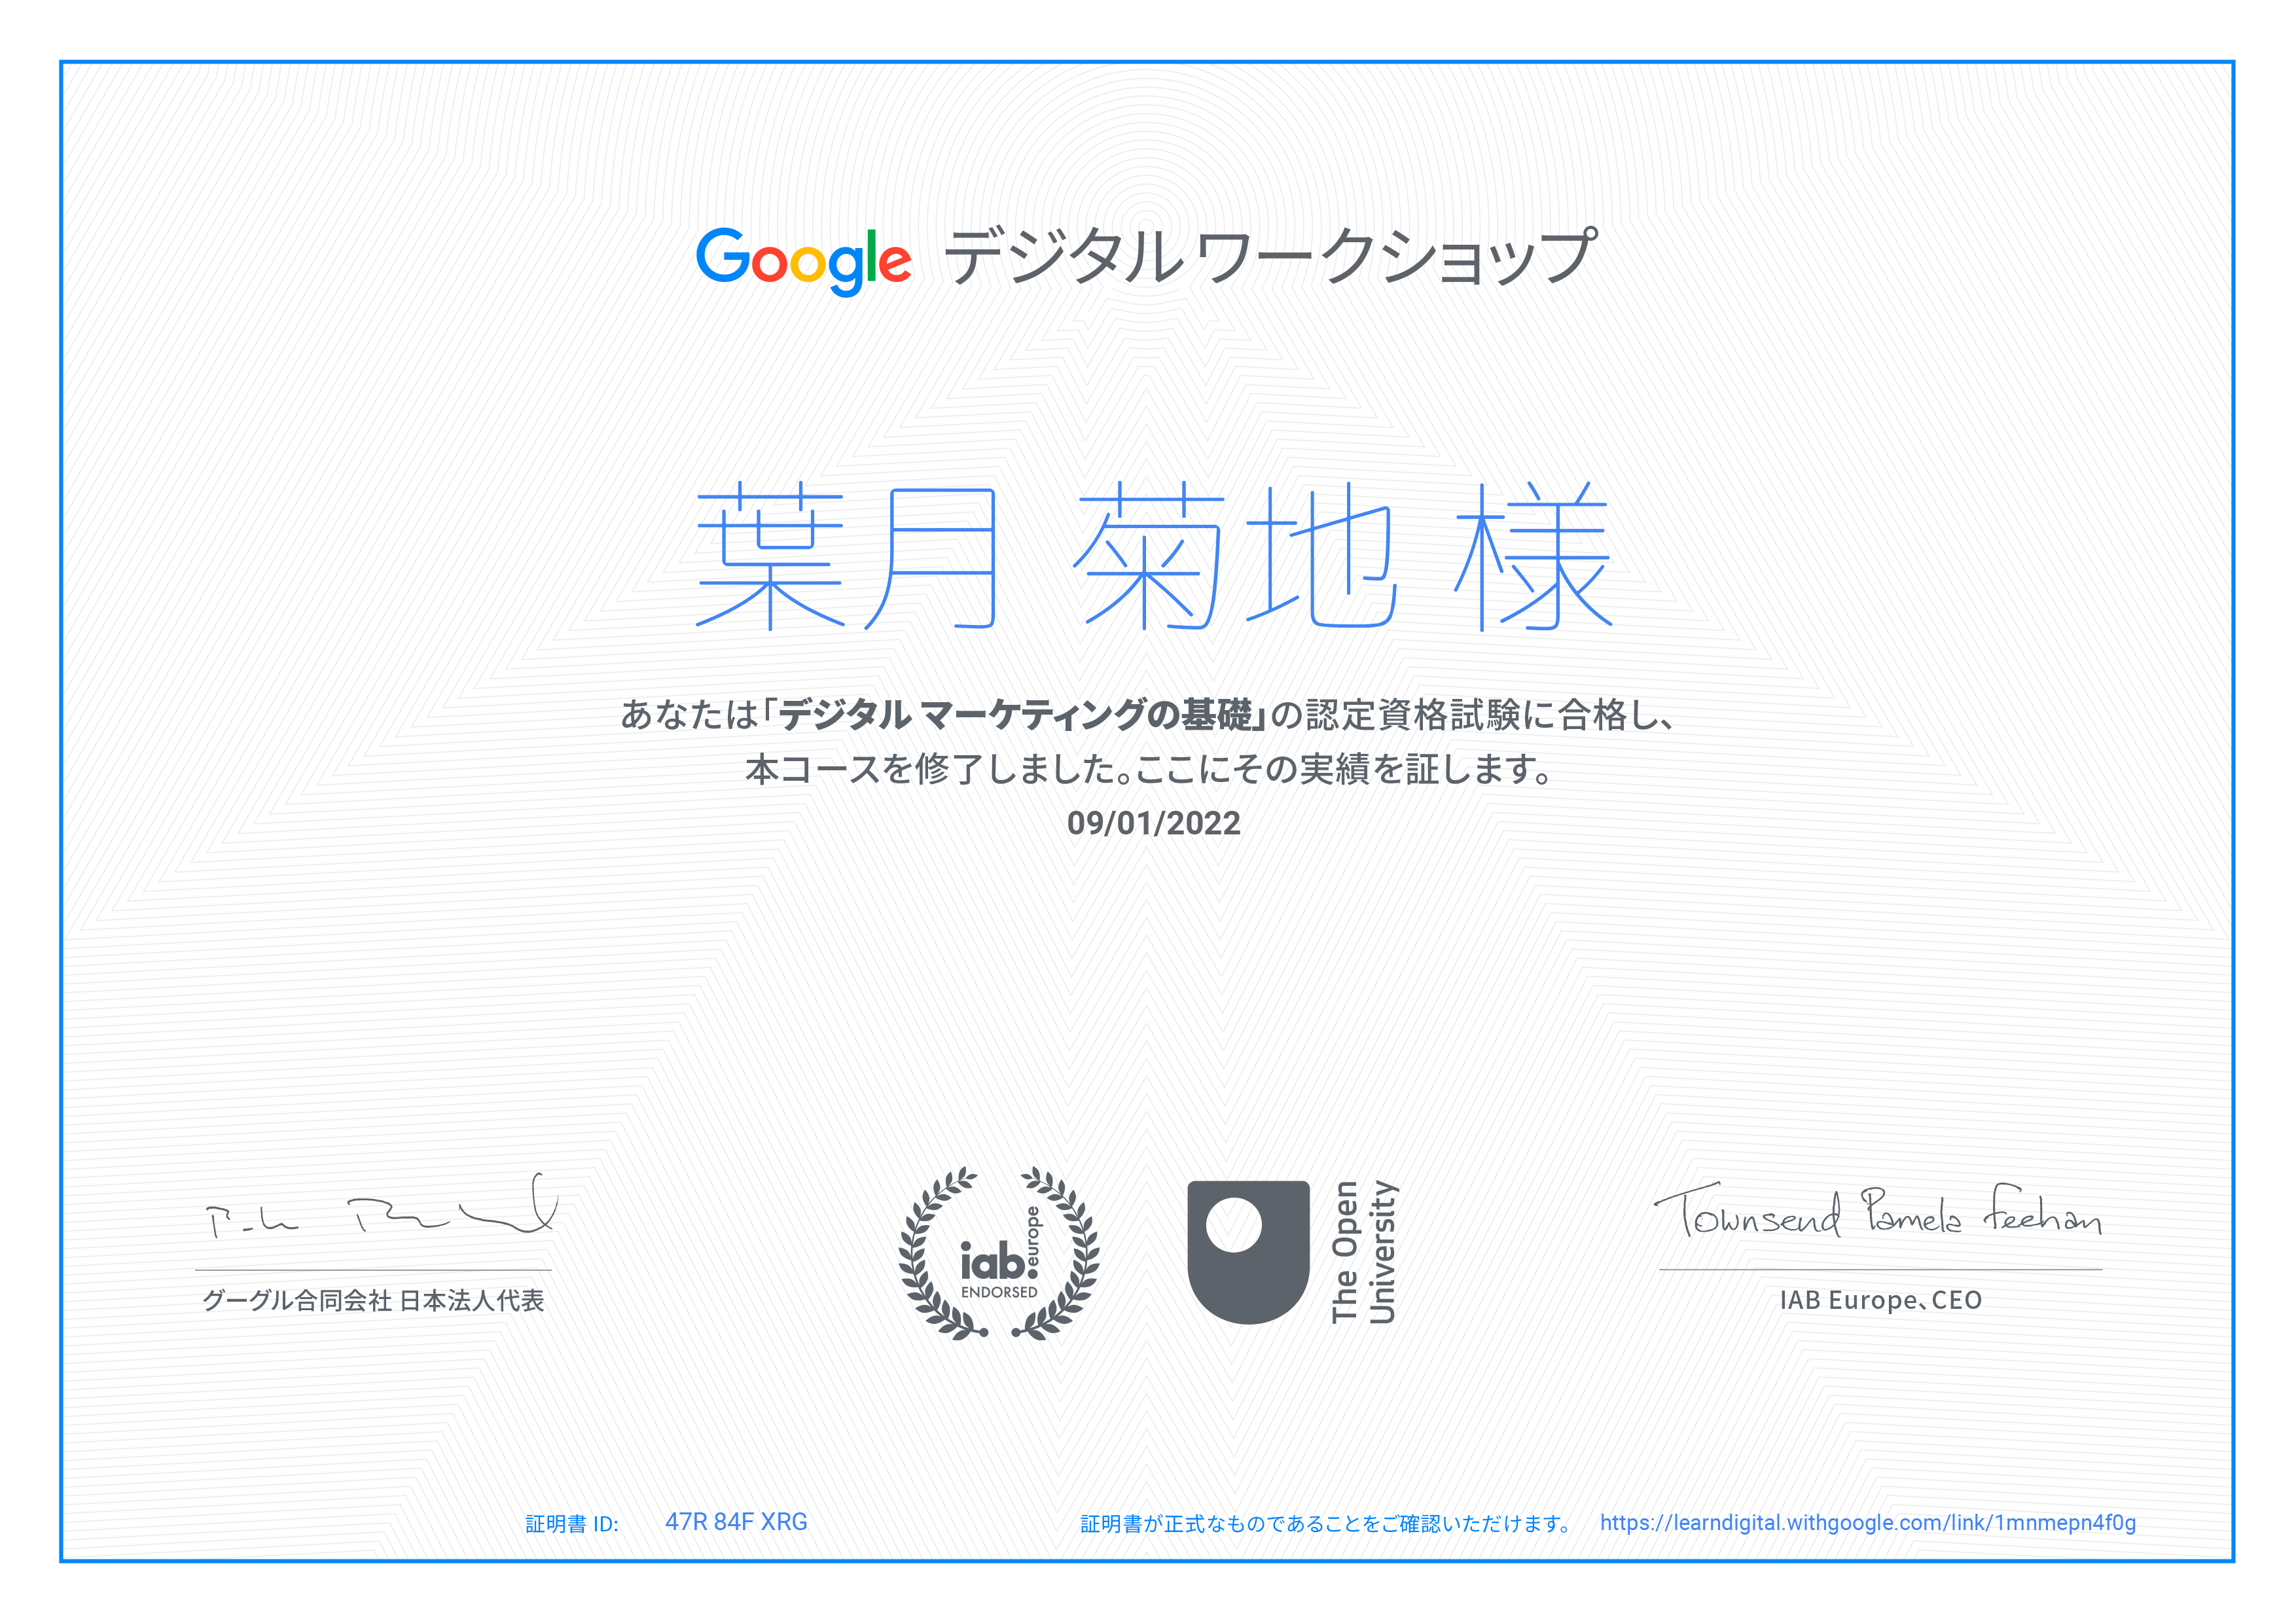 Google デジタル ワークショップ
葉月 菊地 様
あなたは「デジタル マーケティングの基礎」の認定資格試験に合格し、
本コースを修了しました。ここにその実績を証します。
09/01/2022
グーグル合同会社 日本法人代表
iab.europe
ENDORSED
The Open
University
Townsend Pamela Feehan
IAB Europe、CEO
証明書 ID: 47R 84F XRG
証明書が正式なものであることをご確認いただけます。 https://learndigital.withgoogle.com/link/1mnmepn4f0g